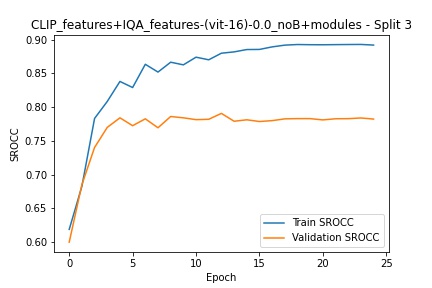 CLIP_features+IQA_features-(vit-16)-0.0_noB+modules - Split 3
0.90
0.85
0.80
0.75
0.70
0.65
0.60
SROCC
Train SROCC
Validation SROCC
0 5 10 15 20 25
Epoch